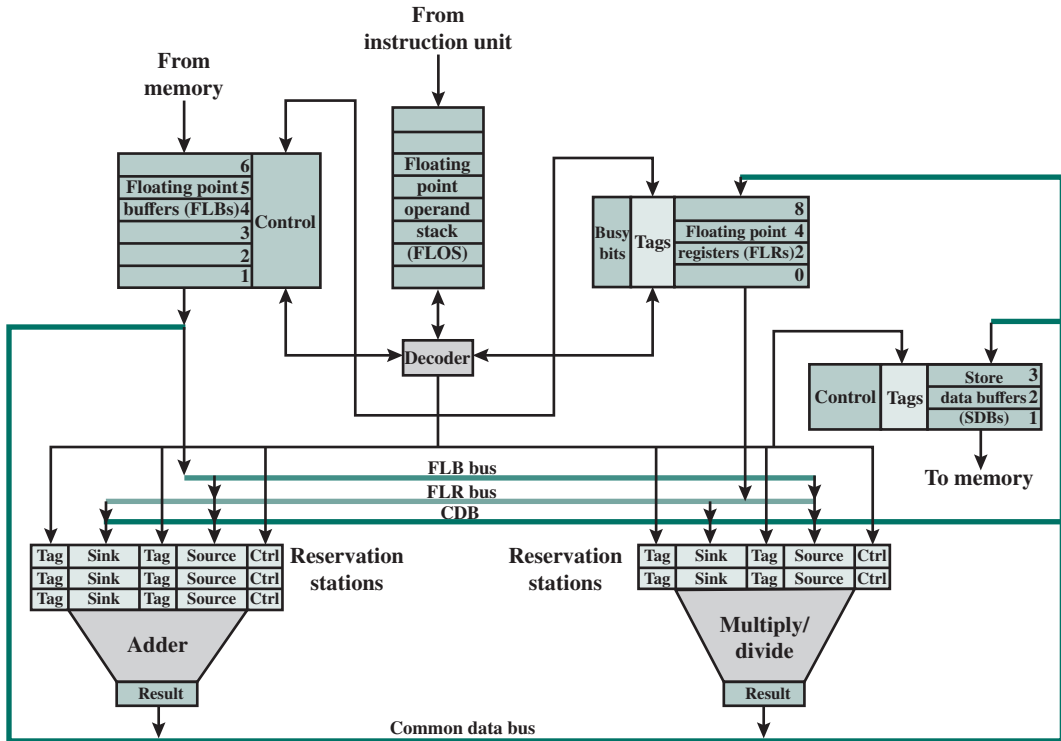 From
instruction unit
From
memory
6
Floating point 5
buffers (FLBs) 4
3
2
1
Control
Floating
point
operand
stack
(FLOS)
Busy
bits
Tags
8
Floating point 4
registers (FLRs) 2
0
Decoder
Control
Tags
Store 3
data buffers 2
(SDBs) 1
To memory
FLB bus
FLR bus
CDB
Tag Sink Tag Source Ctrl
Tag Sink Tag Source Ctrl
Tag Sink Tag Source Ctrl
Reservation
stations
Reservation
stations
Tag Sink Tag Source Ctrl
Tag Sink Tag Source Ctrl
Adder
Multiply/
divide
Result
Result
Common data bus